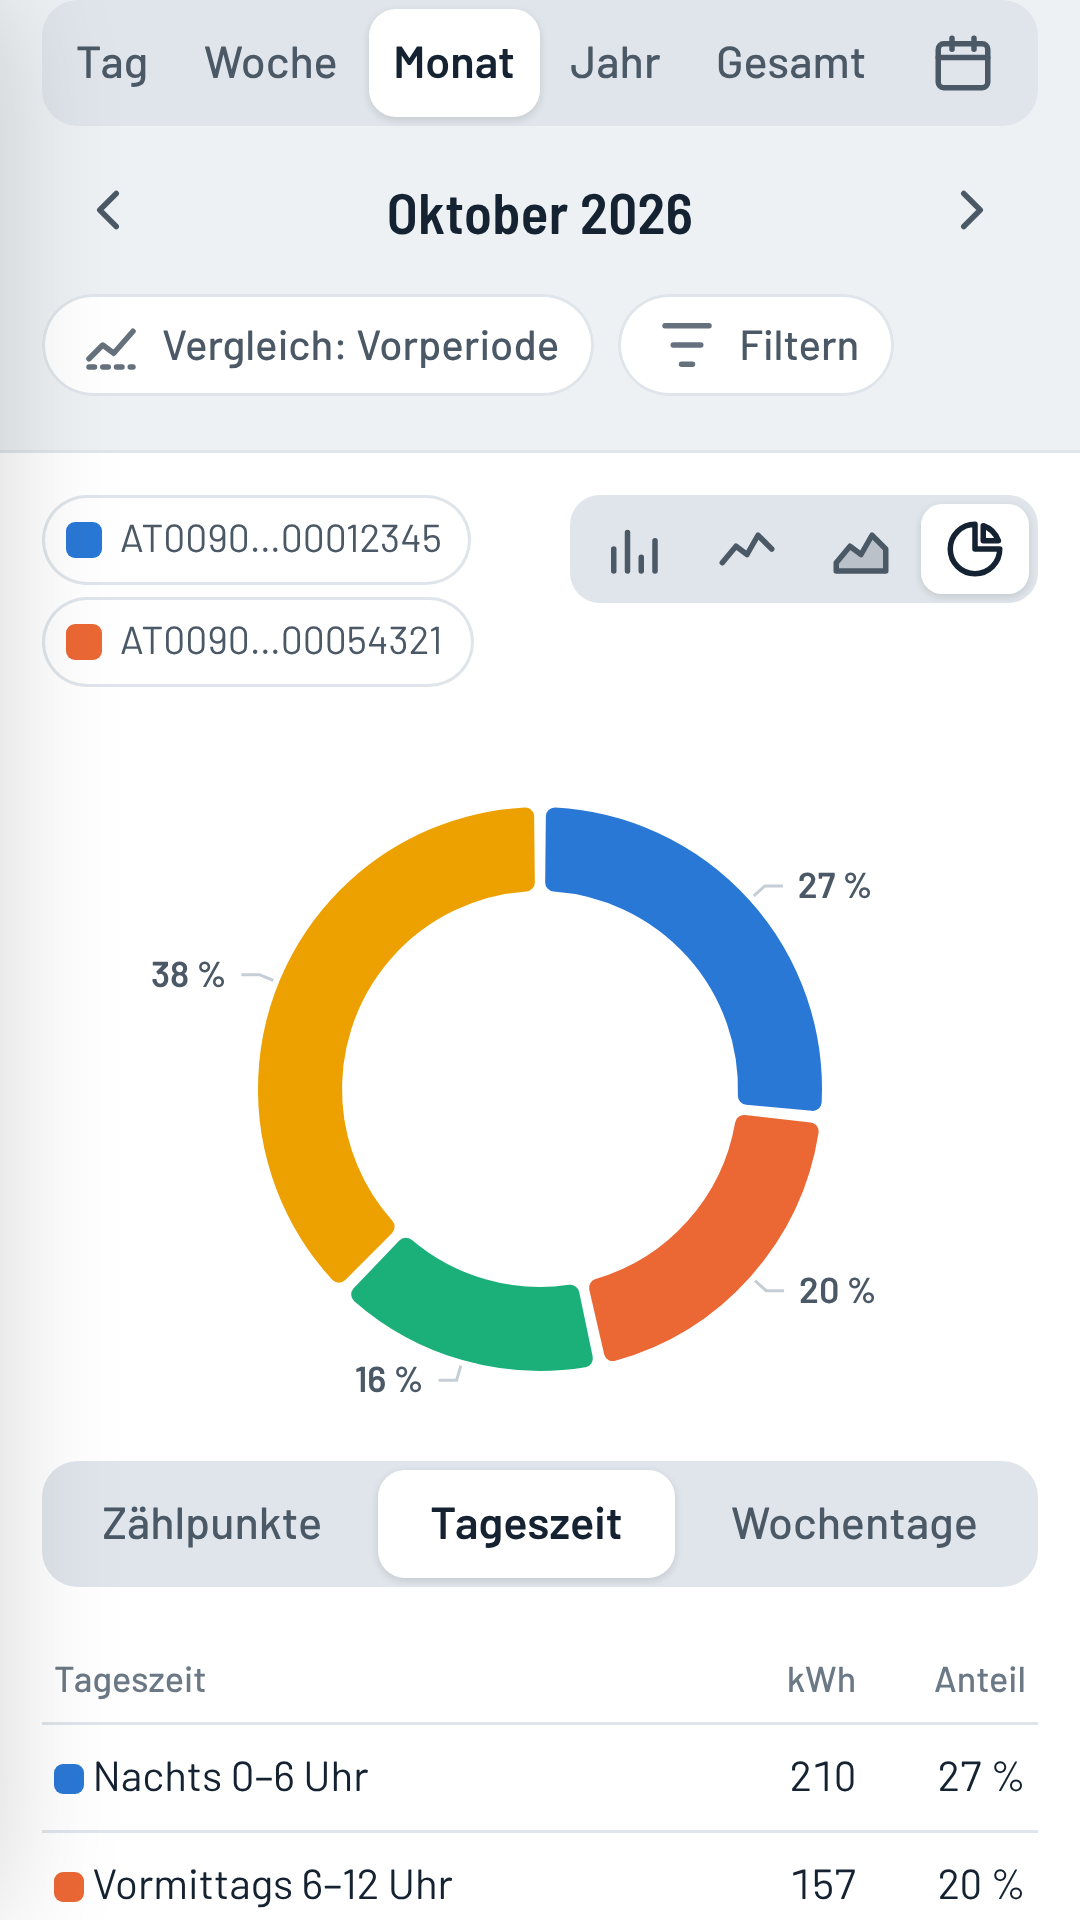 Tag Woche Monat Jahr Gesamt
Oktober 2026
Vergleich: Vorperiode Filtern
AT0090...00012345
AT0090...00054321
27 %
38 %
20 %
16 %
Zählpunkte Tageszeit Wochentage
Tageszeit kWh Anteil
Nachts 0–6 Uhr 210 27 %
Vormittags 6–12 Uhr 157 20 %